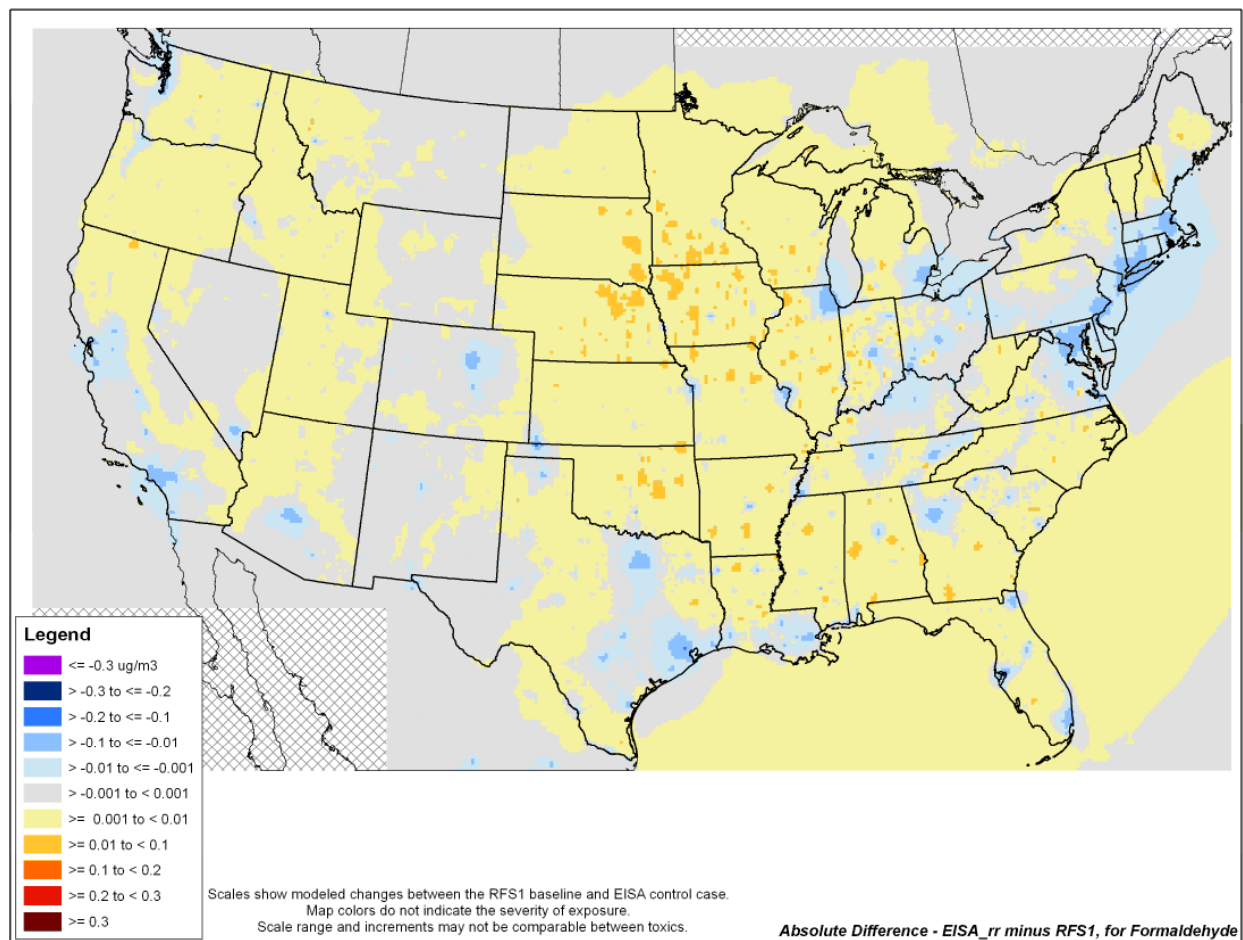 Legend
<= -0.3 ug/m3
> -0.3 to <= -0.2
> -0.2 to <= -0.1
> -0.1 to <= -0.01
> -0.01 to <= -0.001
> -0.001 to < 0.001
>= 0.001 to < 0.01
>= 0.01 to < 0.1
>= 0.1 to < 0.2
>= 0.2 to < 0.3
>= 0.3
Scales show modeled changes between the RFS1 baseline and EISA control case.
Map colors do not indicate the severity of exposure.
Scale range and increments may not be comparable between toxics.
Absolute Difference - EISA_rr minus RFS1, for Formaldehyde